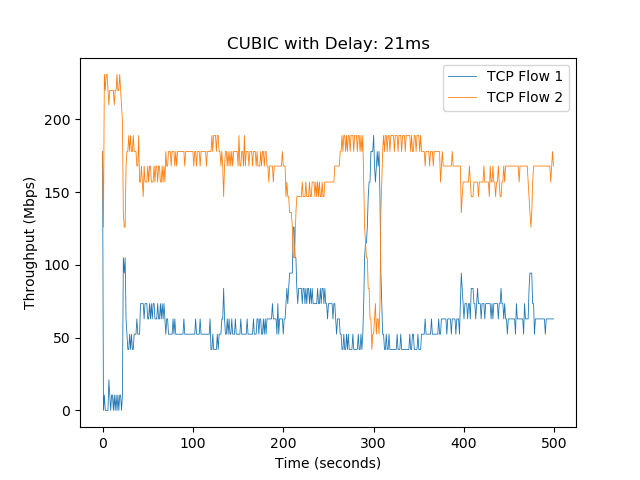 CUBIC with Delay: 21ms
TCP Flow 1
TCP Flow 2
Throughput (Mbps)
200
150
100
50
0
0 100 200 300 400 500
Time (seconds)